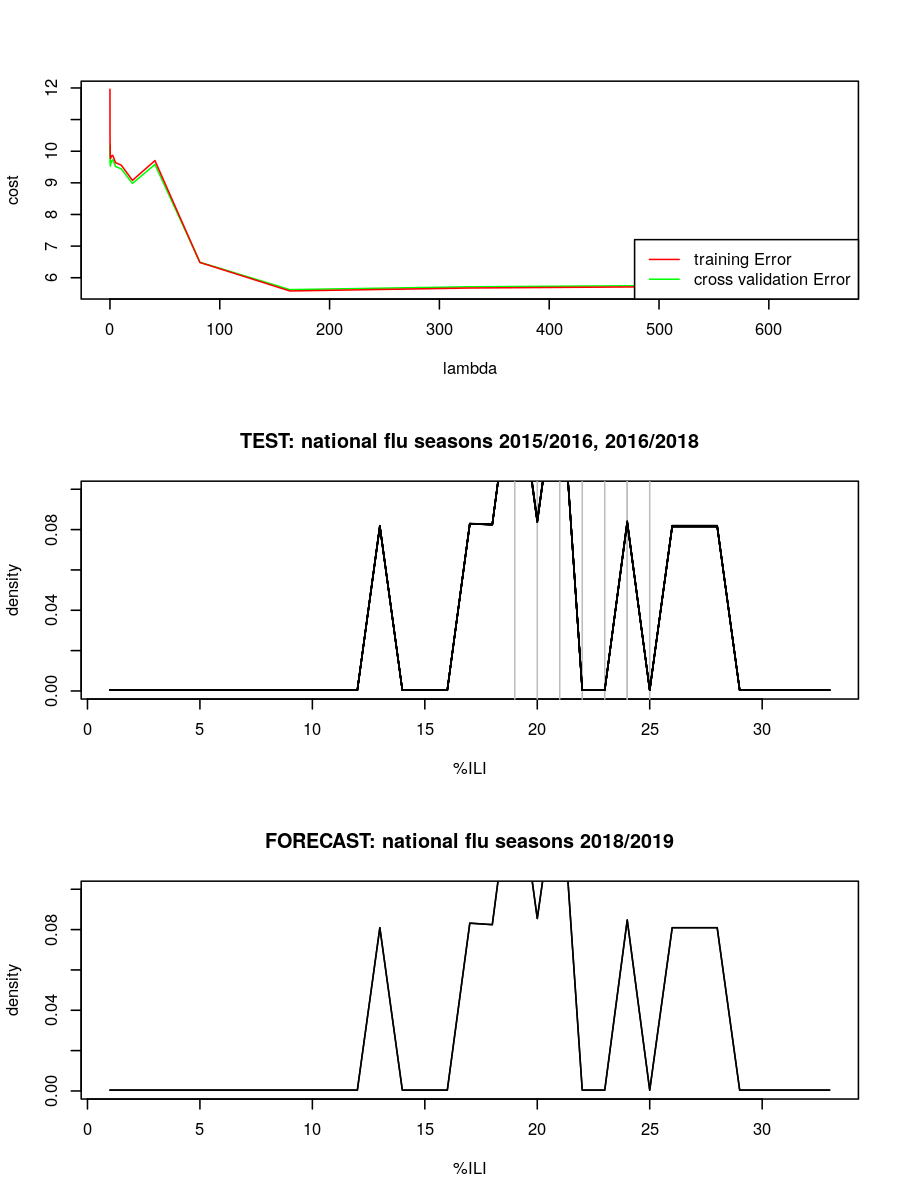 12
10
9
8
7
6
cost
training Error
cross validation Error
0 100 200 300 400 500 600
lambda
TEST: national flu seasons 2015/2016, 2016/2018
0.08
0.04
0.00
density
0 5 10 15 20 25 30
%ILI
FORECAST: national flu seasons 2018/2019
0.08
0.04
0.00
density
0 5 10 15 20 25 30
%ILI